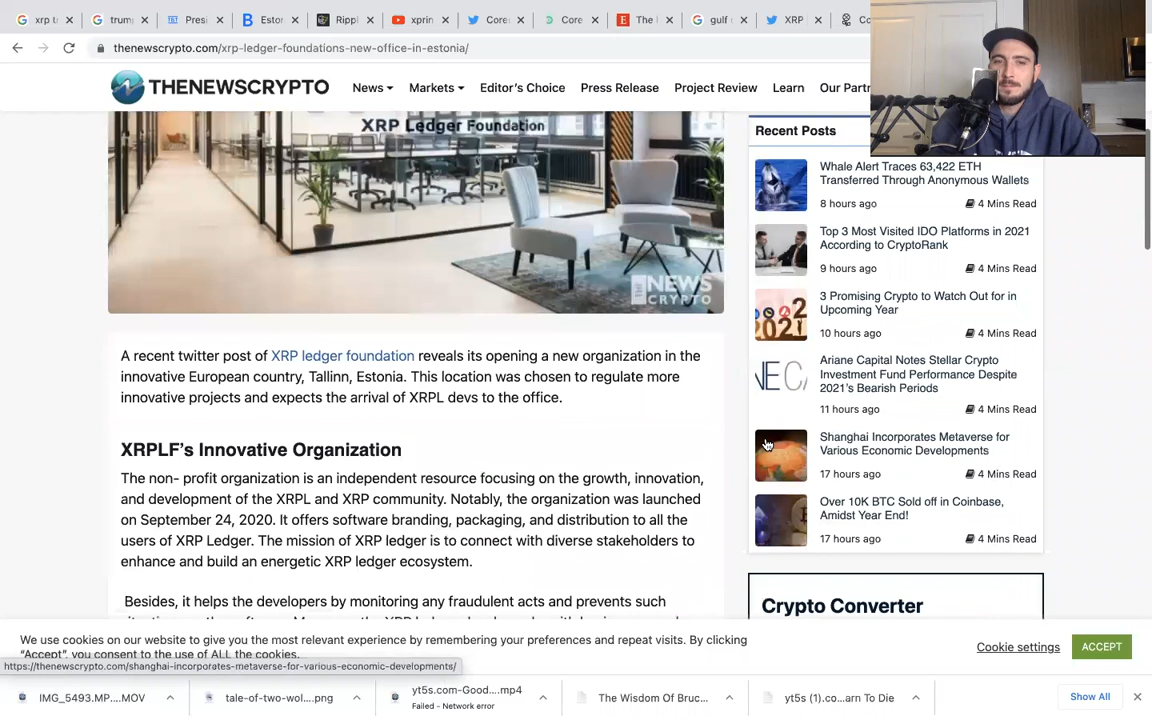 xrp t
trum
Pres
Estor
Rippl
xprin
Core
Core
The l
gulf
XRP
Co
thenewscrypto.com/xrp-ledger-foundations-new-office-in-estonia/
THENEWSCRYPTO
News
Markets
Editor's Choice
Press Release
Project Review
Learn
Our Partn
XRP Ledger Foundation
THE NEWS
CRYPTO
A recent twitter post of XRP ledger foundation reveals its opening a new organization in the
innovative European country, Tallinn, Estonia. This location was chosen to regulate more
innovative projects and expects the arrival of XRPL devs to the office.
XRPLF's Innovative Organization
The non- profit organization is an independent resource focusing on the growth, innovation,
and development of the XRPL and XRP community. Notably, the organization was launched
on September 24, 2020. It offers software branding, packaging, and distribution to all the
users of XRP Ledger. The mission of XRP ledger is to connect with diverse stakeholders to
enhance and build an energetic XRP ledger ecosystem.
Besides, it helps the developers by monitoring any fraudulent acts and prevents such
Recent Posts
Whale Alert Traces 63,422 ETH
Transferred Through Anonymous Wallets
8 hours ago
4 Mins Read
Top 3 Most Visited IDO Platforms in 2021
According to CryptoRank
9 hours ago
4 Mins Read
3 Promising Crypto to Watch Out for in
Upcoming Year
10 hours ago
4 Mins Read
Ariane Capital Notes Stellar Crypto
Investment Fund Performance Despite
2021's Bearish Periods
11 hours ago
4 Mins Read
Shanghai Incorporates Metaverse for
Various Economic Developments
17 hours ago
4 Mins Read
Over 10K BTC Sold off in Coinbase,
Amidst Year End!
17 hours ago
4 Mins Read
Crypto Converter
We use cookies on our website to give you the most relevant experience by remembering your preferences and repeat visits. By clicking
"Accept", you consent to the use of ALL the cookies.
Cookie settings
ACCEPT
https://thenewscrypto.com/shanghai-incorporates-metaverse-for-various-economic-developments/
IMG_5493.MP....MOV
tale-of-two-wol....png
yt5s.com-Good....mp4
Failed - Network error
The Wisdom Of Bruc...
yt5s (1).co...arn To Die
Show All